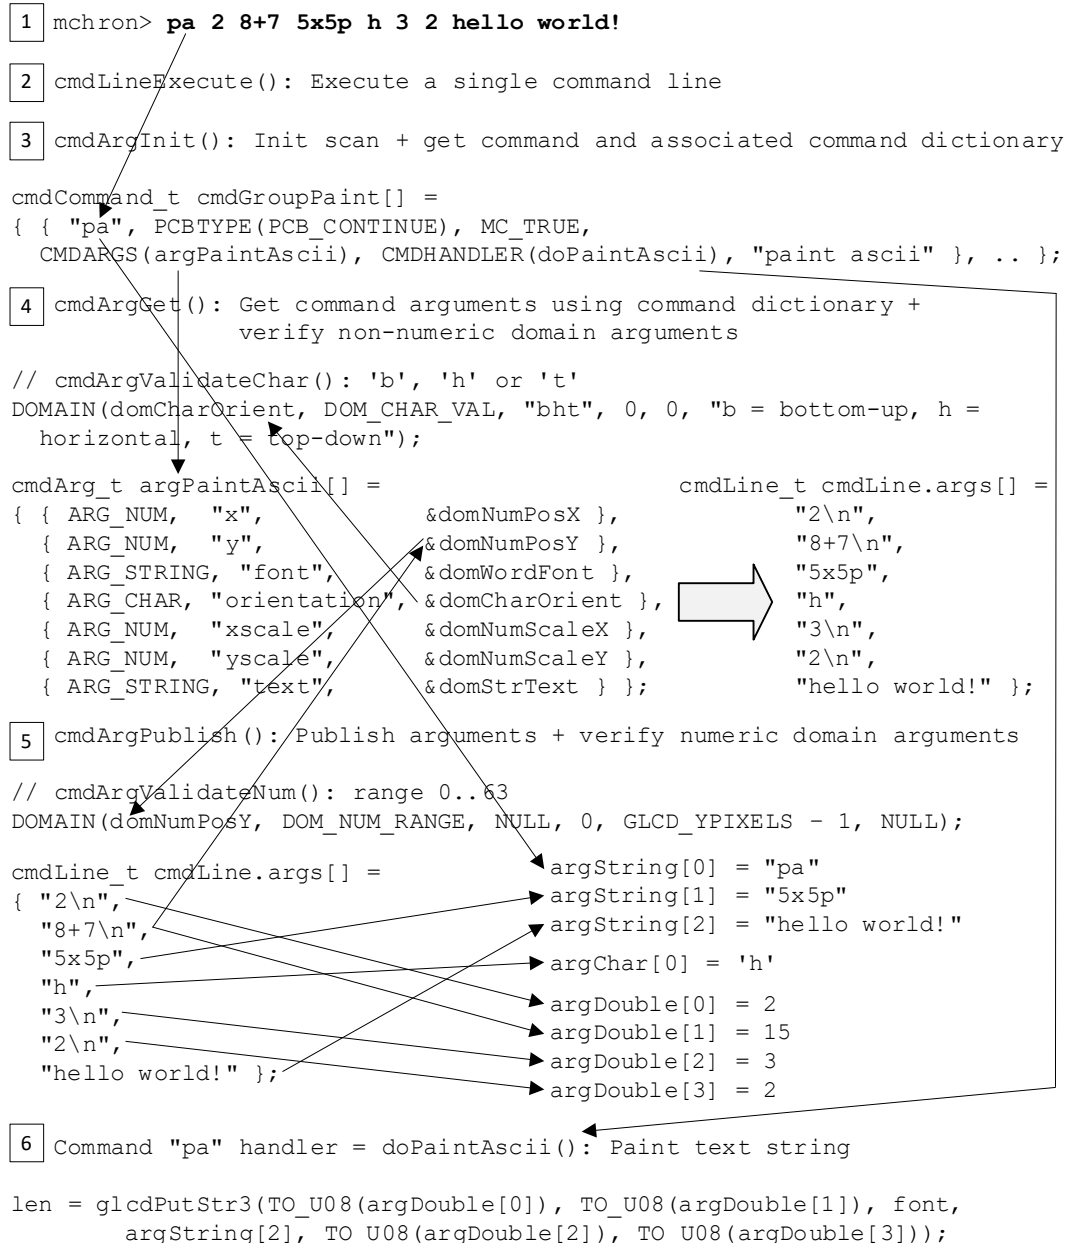 1 mchron> pa 2 8+7 5x5p h 3 2 hello world!
2 cmdLineExecute(): Execute a single command line
3 cmdArgInit(): Init scan + get command and associated command dictionary
cmdCommand_t cmdGroupPaint[] =
{ { "pa", PCBTYPE(PCB_CONTINUE), MC_TRUE,
CMDARGS(argPaintAscii), CMDHANDLER(doPaintAscii), "paint ascii" }, .. };
4 cmdArgGet(): Get command arguments using command dictionary +
verify non-numeric domain arguments
// cmdArgValidateChar(): 'b', 'h' or 't'
DOMAIN(domCharOrient, DOM_CHAR_VAL, "bht", 0, 0, "b = bottom-up, h =
horizontal, t = top-down");
cmdArg_t argPaintAscii[] = cmdLine_t cmdLine.args[] =
{ { ARG_NUM, "x", &domNumPosX }, "2\n",
{ ARG_NUM, "y", &domNumPosY }, "8+7\n",
{ ARG_STRING, "font", &domWordFont }, "5x5p",
{ ARG_CHAR, "orientation", &domCharOrient }, "h",
{ ARG_NUM, "xscale", &domNumScaleX }, "3\n",
{ ARG_NUM, "yscale", &domNumScaleY }, "2\n",
{ ARG_STRING, "text", &domStrText } }; "hello world!" };
5 cmdArgPublish(): Publish arguments + verify numeric domain arguments
// cmdArgValidateNum(): range 0..63
DOMAIN(domNumPosY, DOM_NUM_RANGE, NULL, 0, GLCD_YPIXELS – 1, NULL);
cmdLine_t cmdLine.args[] =
{ "2\n",
"8+7\n",
"5x5p",
"h",
"3\n",
"2\n",
"hello world!" };
argString[0] = "pa"
argString[1] = "5x5p"
argString[2] = "hello world!"
argChar[0] = 'h'
argDouble[0] = 2
argDouble[1] = 15
argDouble[2] = 3
argDouble[3] = 2
6 Command "pa" handler = doPaintAscii(): Paint text string
len = glcdPutStr3(TO_U08(argDouble[0]), TO_U08(argDouble[1]), font,
argString[2], TO_U08(argDouble[2]), TO_U08(argDouble[3]));